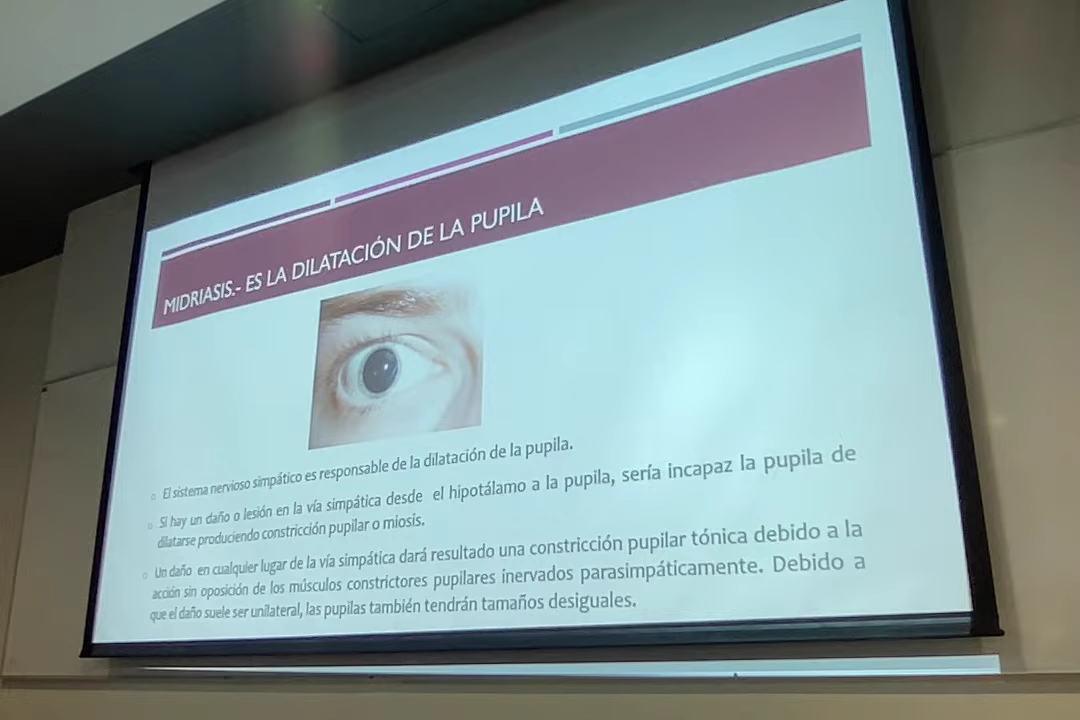 MIDRIASIS.- ES LA DILATACIÓN DE LA PUPILA
El sistema nervioso simpático es responsable de la dilatación de la pupila.
Si hay un daño o lesión en la vía simpática desde el hipotálamo a la pupila, sería incapaz la pupila de
dilatarse produciendo constricción pupilar o miosis.
Un daño en cualquier lugar de la vía simpática dará resultado una constricción pupilar tónica debido a la
acción sin oposición de los músculos constrictores pupilares inervados parasimpáticamente. Debido a
que el daño suele ser unilateral, las pupilas también tendrán tamaños desiguales.